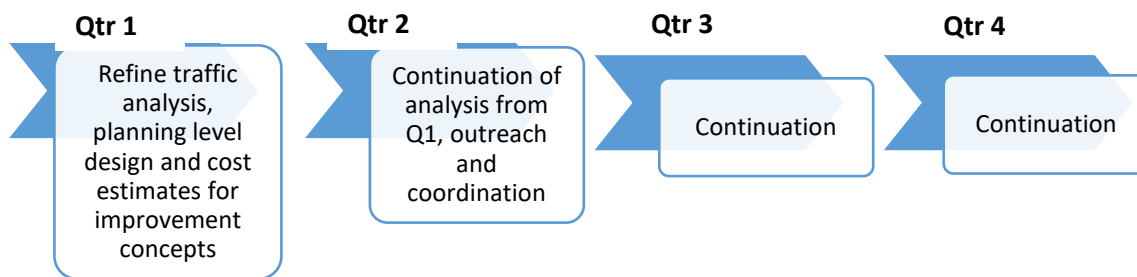 Qtr 1
Refine traffic
analysis,
planning level
design and cost
estimates for
improvement
concepts
Qtr 2
Continuation of
analysis from
Q1, outreach
and
coordination
Qtr 3
Continuation
Qtr 4
Continuation